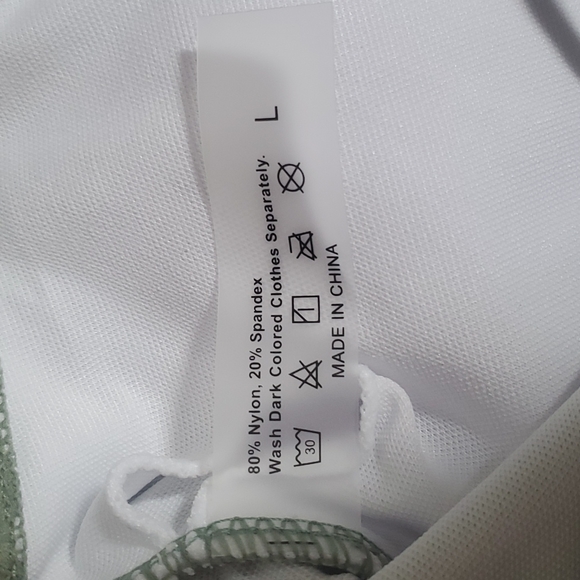 80% Nylon, 20% Spandex
Wash Dark Colored Clothes Separately.
L
30
MADE IN CHINA